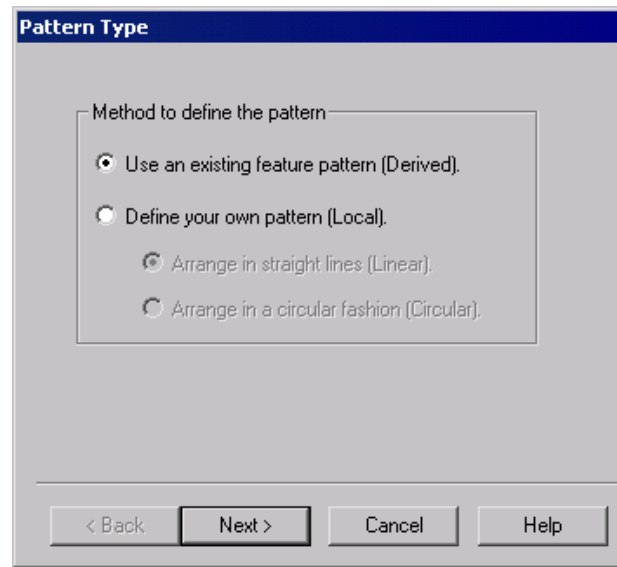 Pattern Type
Method to define the pattern
Use an existing feature pattern (Derived).
Define your own pattern (Local).
Arrange in straight lines (Linear).
Arrange in a circular fashion (Circular).
< Back Next > Cancel Help